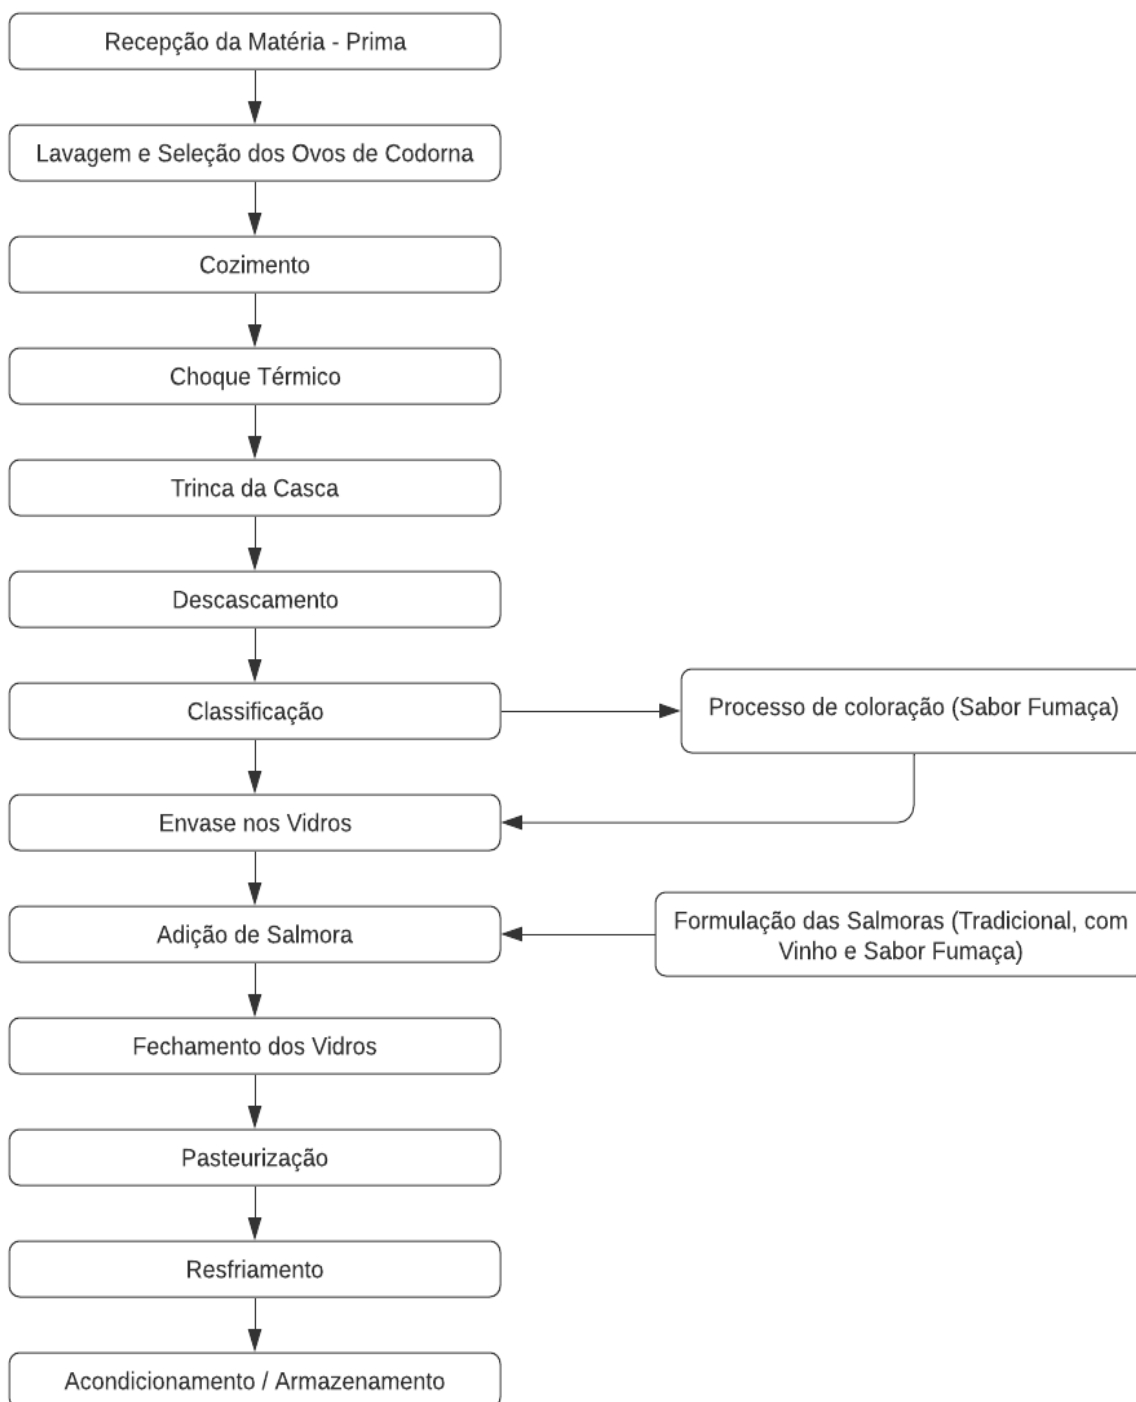 Recepção da Matéria - Prima
Lavagem e Seleção dos Ovos de Codorna
Cozimento
Choque Térmico
Trinca da Casca
Descascamento
Classificação
Processo de coloração (Sabor Fumaça)
Envase nos Vidros
Adição de Salmora
Formulação das Salmoras (Tradicional, com
Vinho e Sabor Fumaça)
Fechamento dos Vidros
Pasteurização
Resfriamento
Acondicionamento / Armazenamento